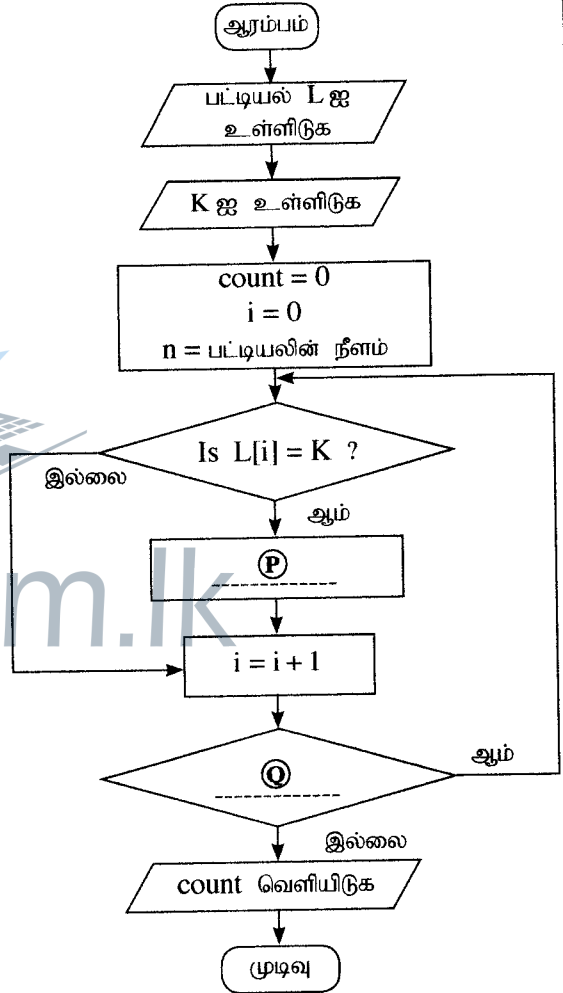 ஆரம்பம்
பட்டியல் L ஐ
உள்ளிடுக
K ஐ உள்ளிடுக
count = 0
i = 0
n = பட்டியலின் நீளம்
Is L[i] = K ?
இல்லை
ஆம்
P
m.lk
i = i + 1
Q
ஆம்
இல்லை
count வெளியிடுக
முடிவு